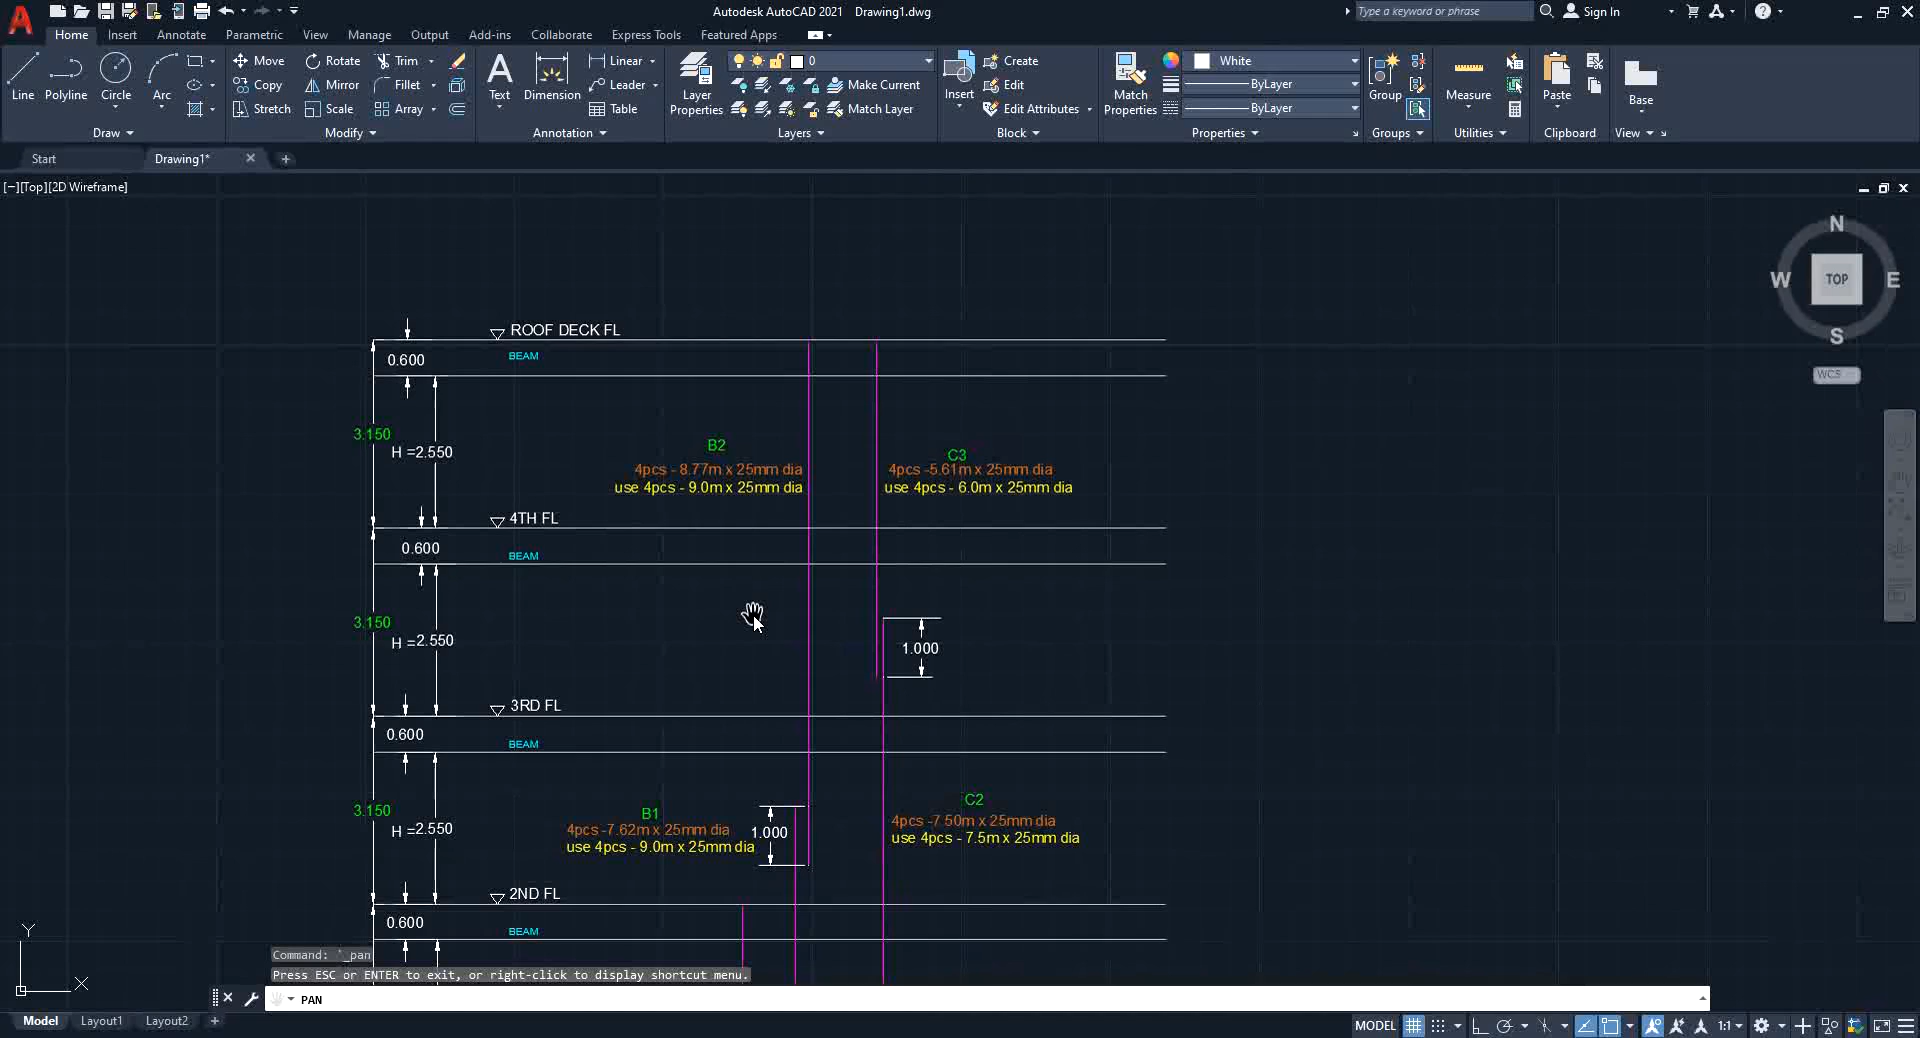 Autodesk AutoCAD 2021 Drawing1.dwg
Type a keyword or phrase
Sign In
Home Insert Annotate Parametric View Manage Output Add-ins Collaborate Express Tools Featured Apps
Line Polyline Circle Arc
Move Rotate Trim
Copy Mirror Fillet
Stretch Scale Array
Text Dimension
Linear
Leader
Table
Layer Properties
0
Make Current
Match Layer
Insert
Create
Edit
Edit Attributes
Match Properties
White
ByLayer
ByLayer
Group
Measure
Paste
Base
Draw Modify Annotation Layers Block Properties Groups Utilities Clipboard View
Start Drawing1*
[−][Top][2D Wireframe]
N
W TOP E
S
WCS
ROOF DECK FL
0.600 BEAM
3.150
H =2.550
B2
4pcs - 8.77m x 25mm dia
use 4pcs - 9.0m x 25mm dia
C3
4pcs -5.61m x 25mm dia
use 4pcs - 6.0m x 25mm dia
4TH FL
0.600 BEAM
3.150
H =2.550
1.000
3RD FL
0.600 BEAM
3.150
H =2.550
B1
4pcs -7.62m x 25mm dia
use 4pcs - 9.0m x 25mm dia
1.000
C2
4pcs -7.50m x 25mm dia
use 4pcs - 7.5m x 25mm dia
2ND FL
0.600 BEAM
Y
X
Command: '_pan
Press ESC or ENTER to exit, or right-click to display shortcut menu.
PAN
Model Layout1 Layout2
MODEL 1:1